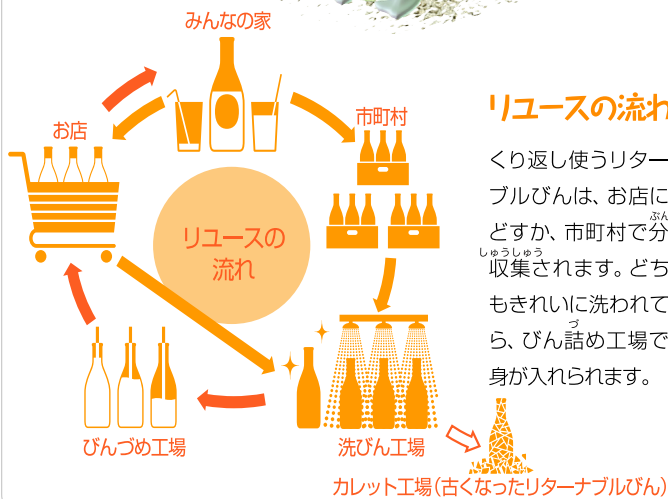 みんなの家
お店
市町村
リユースの
流れ
びんづめ工場
洗びん工場
カレット工場(古くなったリターナブルびん)
リユースの流れ
くり返し使うリター
ブルびんは、お店に
どすか、市町村で分
ぶん
収集されます。どち
しゅうしゅう
もきれいに洗われて
ら、びん詰め工場で
づ
身が入れられます。